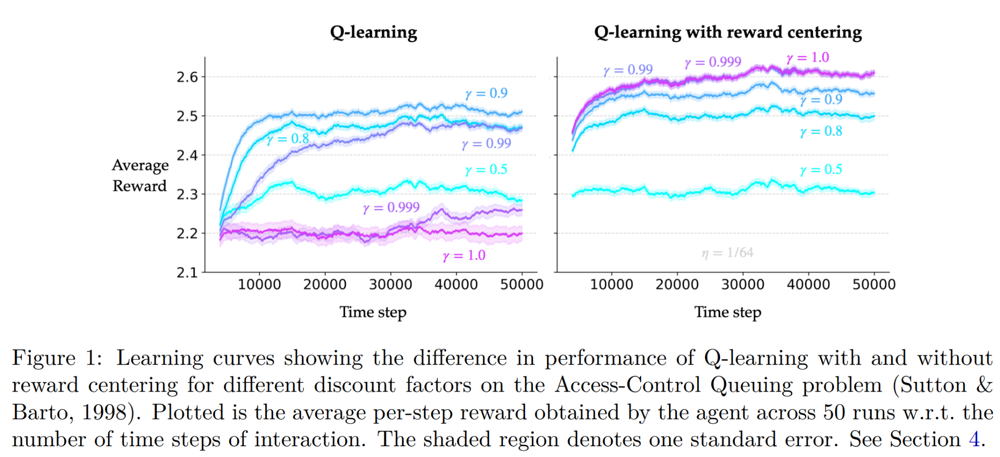 Q-learning
Q-learning with reward centering
Average
Reward
2.6
2.5
2.4
2.3
2.2
2.1
γ = 0.9
γ = 0.8
γ = 0.99
γ = 0.5
γ = 0.999
γ = 1.0
10000 20000 30000 40000 50000
Time step
γ = 0.99
γ = 0.999
γ = 1.0
γ = 0.9
γ = 0.8
γ = 0.5
η = 1/64
10000 20000 30000 40000 50000
Time step
Figure 1: Learning curves showing the difference in performance of Q-learning with and without
reward centering for different discount factors on the Access-Control Queuing problem (Sutton &
Barto, 1998). Plotted is the average per-step reward obtained by the agent across 50 runs w.r.t. the
number of time steps of interaction. The shaded region denotes one standard error. See Section 4.